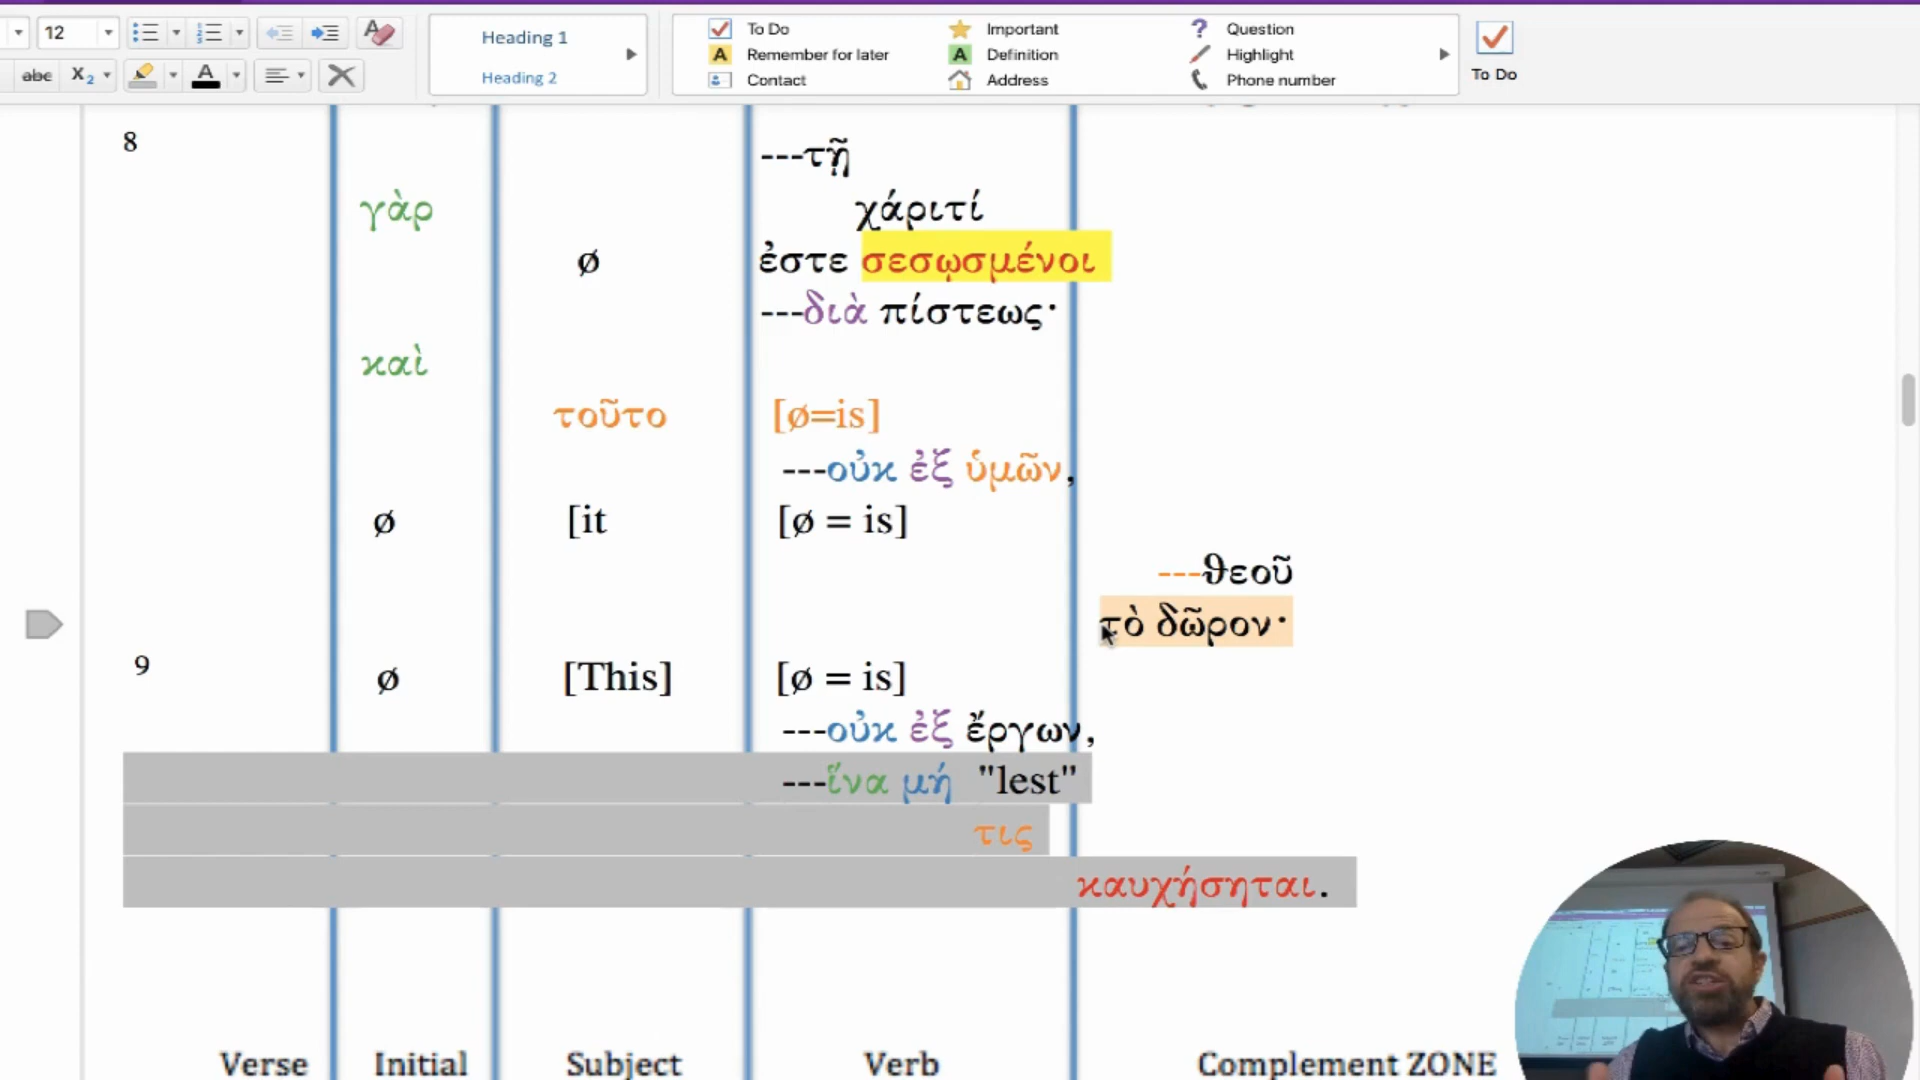 12 Heading 1 To Do Important Question
Remember for later Definition Highlight
abc X₂ A Heading 2 Contact Address Phone number To Do
8 ---τῇ
γὰρ χάριτί
ø ἐστε σεσῳσμένοι
---διὰ πίστεως·
καὶ
τοῦτο [ø=is]
---οὐκ ἐξ ὑμῶν,
ø [it [ø = is]
---θεοῦ
τὸ δῶρον·
9 ø [This] [ø = is]
---οὐκ ἐξ ἔργων,
---ἵνα μή "lest"
τις
καυχήσηται.
Verse Initial Subject Verb Complement ZONE